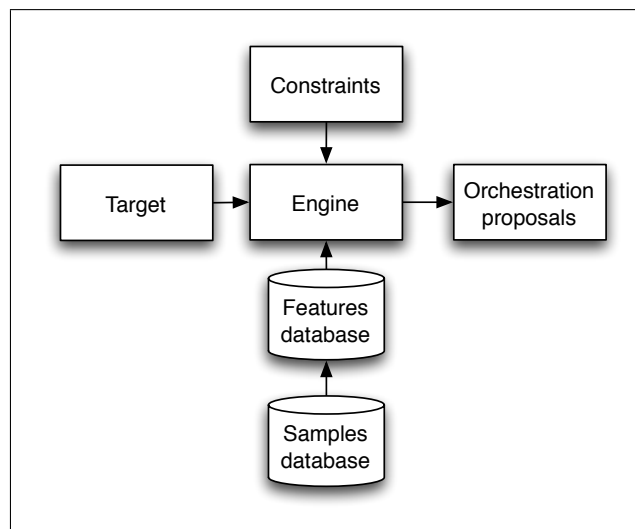 Constraints
Target
Engine
Orchestration
proposals
Features
database
Samples
database